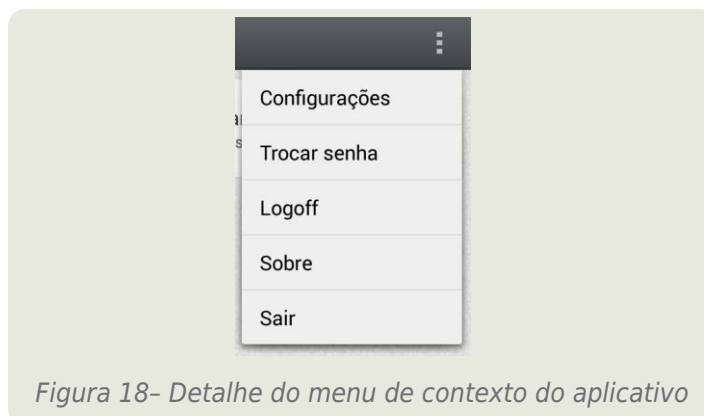 Configurações
Trocar senha
Logoff
Sobre
Sair
Figura 18– Detalhe do menu de contexto do aplicativo